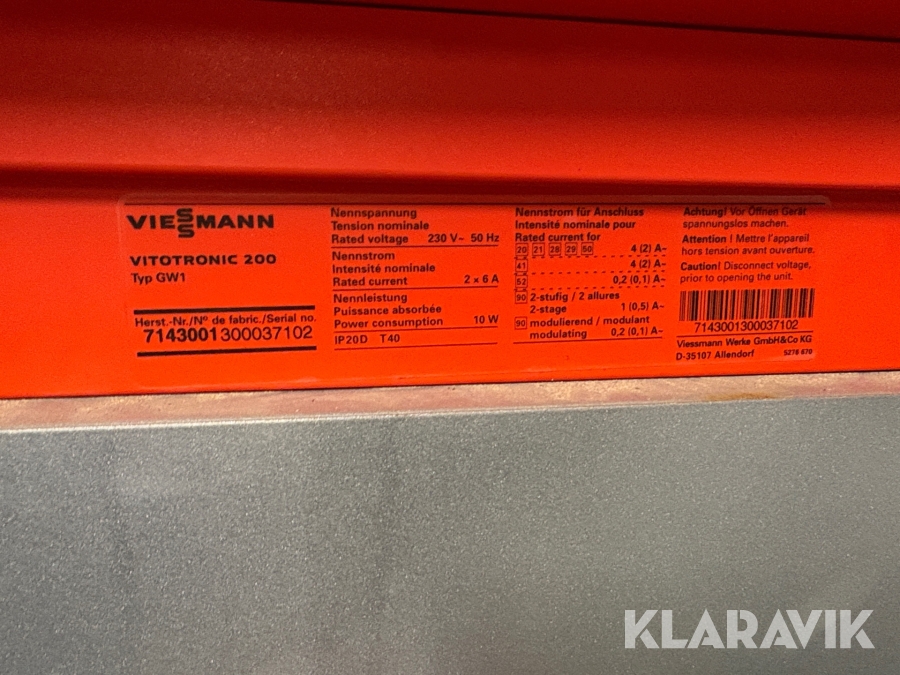 VIESSMANN
VITOTRONIC 200
Typ GW1
Herst.-Nr./Nº de fabric./Serial no.
7143001300037102
Nennspannung
Tension nominale
Rated voltage 230 V~ 50 Hz
Nennstrom
Intensité nominale
Rated current 2 x 6 A
Nennleistung
Puissance absorbée
Power consumption 10 W
IP20D T40
Nennstrom für Anschluss
Intensité nominale pour
Rated current for
20 21 28 29 50 4 (2) A~
41 4 (2) A~
52 0,2 (0,1) A~
90 2-stufig / 2 allures
2-stage 1 (0,5) A~
90 modulierend / modulant
modulating 0,2 (0,1) A~
Achtung! Vor Öffnen Gerät
spannungslos machen.
Attention ! Mettre l'appareil
hors tension avant ouverture.
Caution! Disconnect voltage,
prior to opening the unit.
7143001300037102
Viessmann Werke GmbH&Co KG
D-35107 Allendorf 5276 670
KLARAVIK